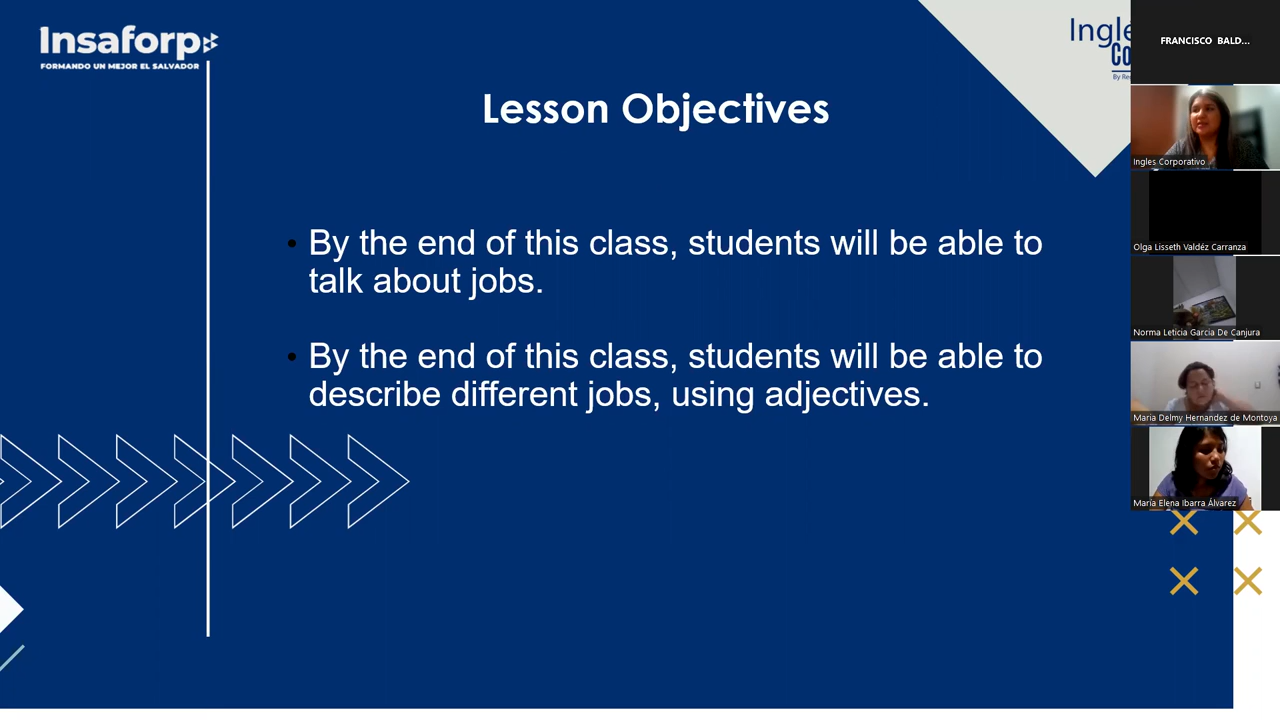 Insaforp
FORMANDO UN MEJOR EL SALVADOR
Lesson Objectives
• By the end of this class, students will be able to
talk about jobs.
• By the end of this class, students will be able to
describe different jobs, using adjectives.
FRANCISCO BALD...
Ingles Corporativo
Olga Lisseth Valdéz Carranza
Norma Leticia Garcia De Canjura
Maria Delmy Hernandez de Montoya
María Elena Ibarra Álvarez